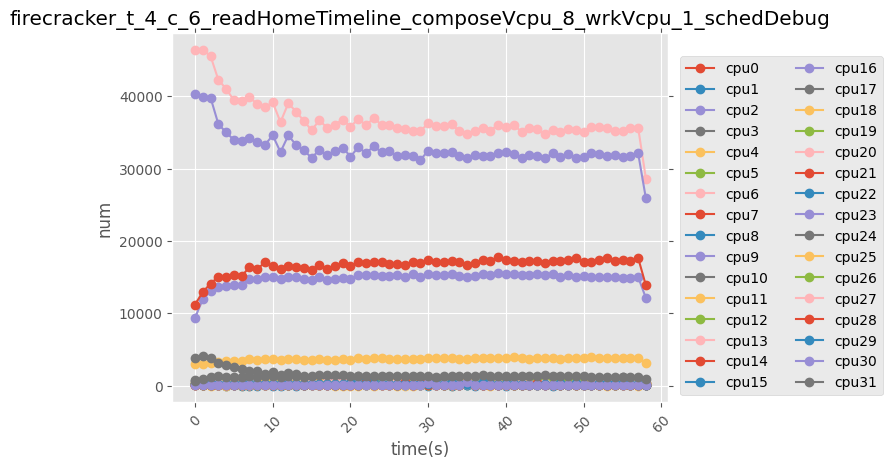 firecracker_t_4_c_6_readHomeTimeline_composeVcpu_8_wrkVcpu_1_schedDebug
num
40000
30000
20000
10000
0
0
10
20
30
40
50
60
time(s)
cpu0
cpu1
cpu2
cpu3
cpu4
cpu5
cpu6
cpu7
cpu8
cpu9
cpu10
cpu11
cpu12
cpu13
cpu14
cpu15
cpu16
cpu17
cpu18
cpu19
cpu20
cpu21
cpu22
cpu23
cpu24
cpu25
cpu26
cpu27
cpu28
cpu29
cpu30
cpu31